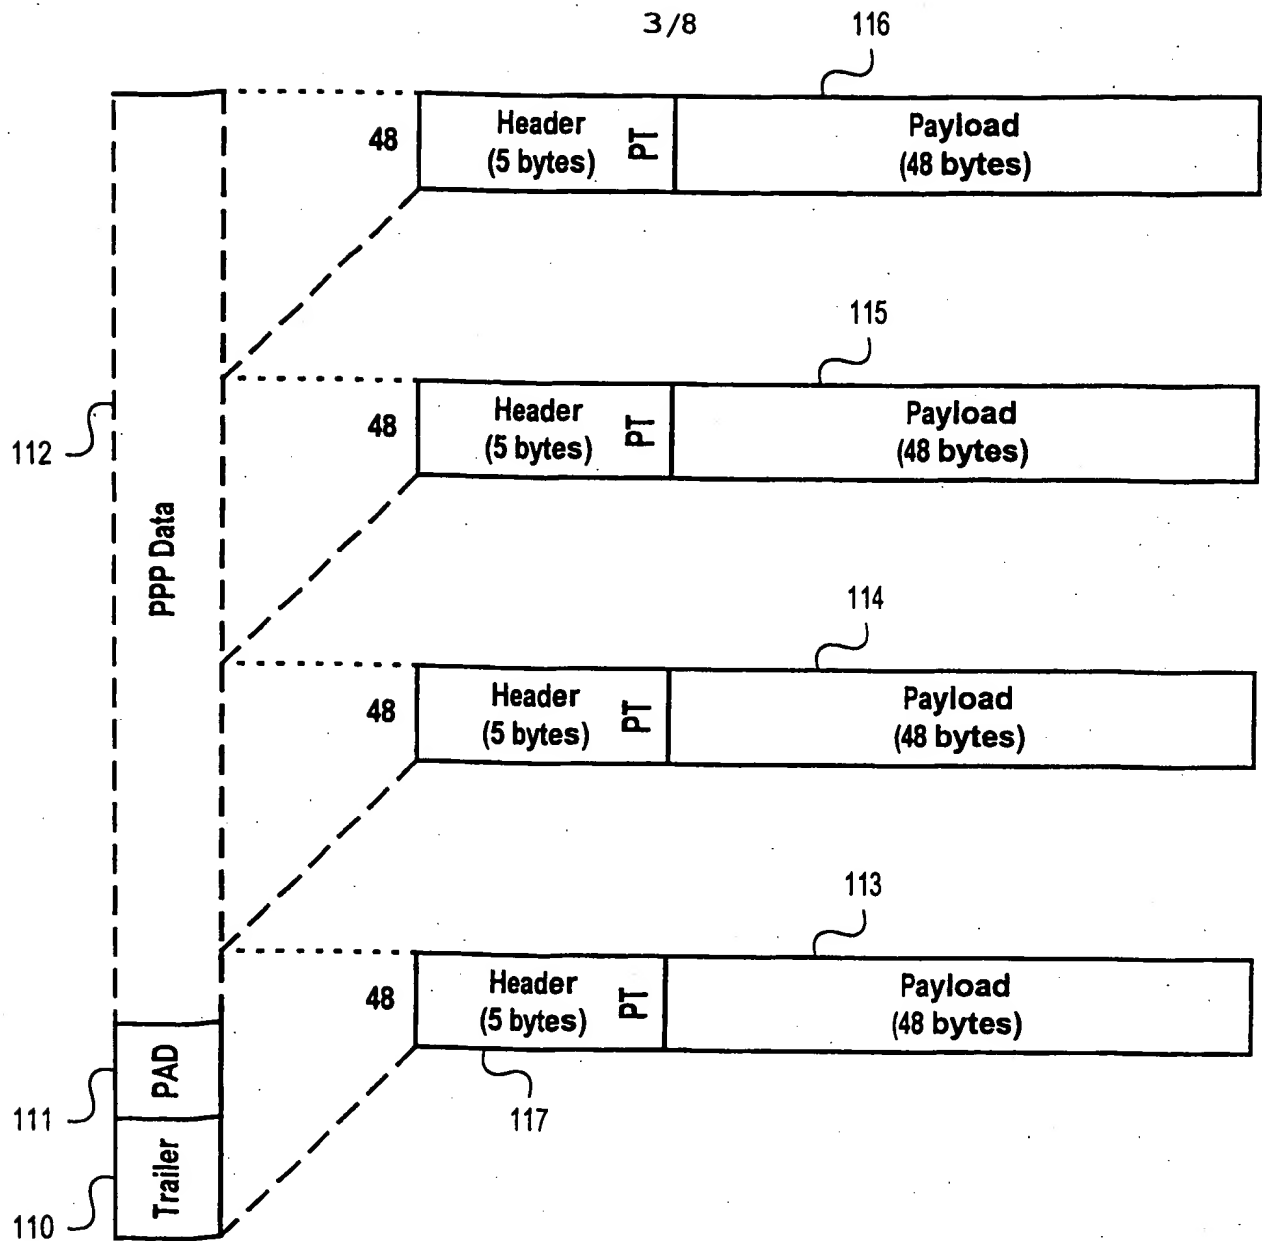 3/8
116
48
Header
(5 bytes)
PT
Payload
(48 bytes)
115
48
Header
(5 bytes)
PT
Payload
(48 bytes)
112
PPP Data
114
48
Header
(5 bytes)
PT
Payload
(48 bytes)
113
48
Header
(5 bytes)
PT
Payload
(48 bytes)
117
PAD
111
Trailer
110